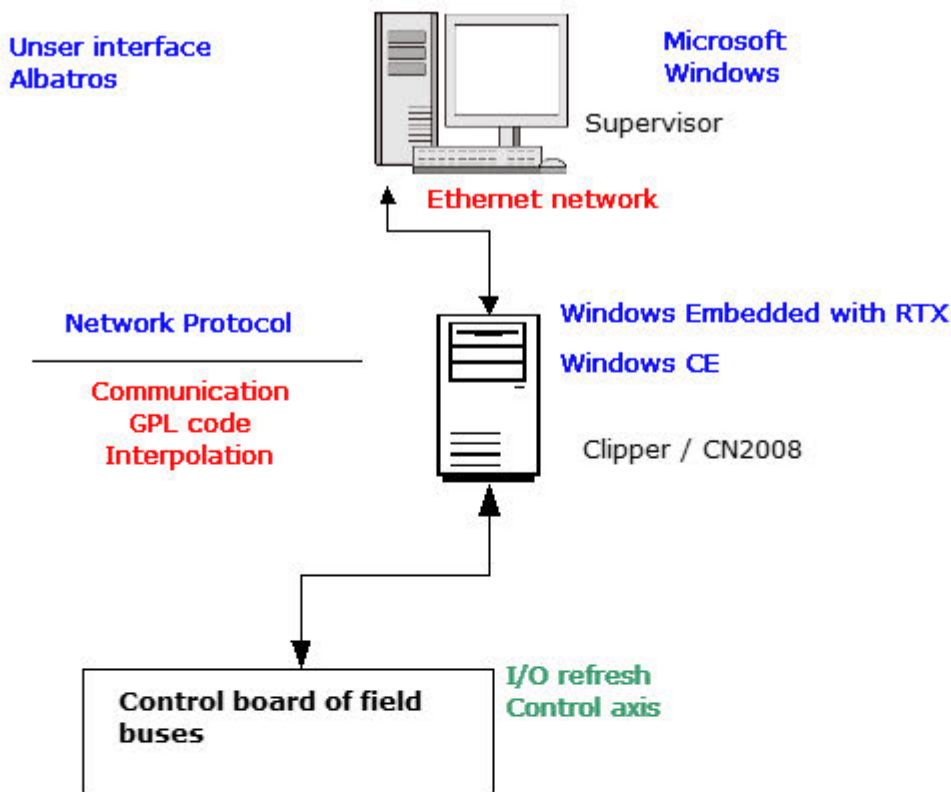 Unser interface
Albatros
Microsoft
Windows
Supervisor
Ethernet network
Network Protocol
Communication
GPL code
Interpolation
Windows Embedded with RTX
Windows CE
Clipper / CN2008
Control board of field
buses
I/O refresh
Control axis